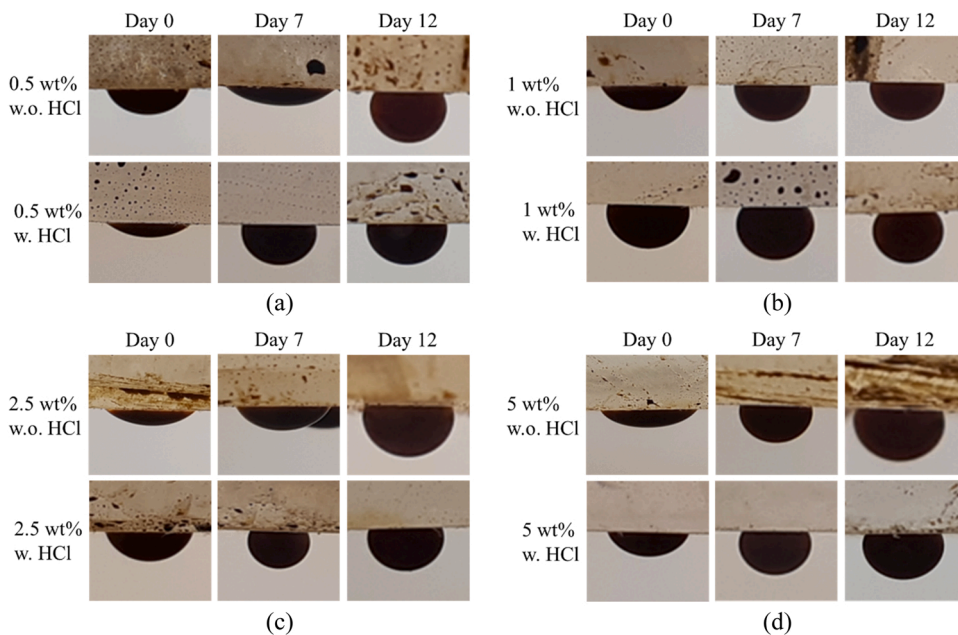 Day 0 Day 7 Day 12
0.5 wt%
w.o. HCl
0.5 wt%
w. HCl
(a)
Day 0 Day 7 Day 12
1 wt%
w.o. HCl
1 wt%
w. HCl
(b)
Day 0 Day 7 Day 12
2.5 wt%
w.o. HCl
2.5 wt%
w. HCl
(c)
Day 0 Day 7 Day 12
5 wt%
w.o. HCl
5 wt%
w. HCl
(d)